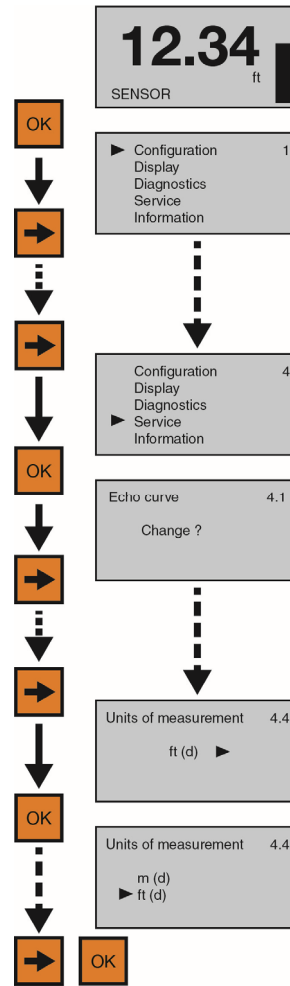 12.34
ft
SENSOR
OK
Configuration 1
Display
Diagnostics
Service
Information
Configuration 4
Display
Diagnostics
Service
Information
OK
Echo curve 4.1
Change ?
Units of measurement 4.4
ft (d)
OK
Units of measurement 4.4
m (d)
ft (d)
OK